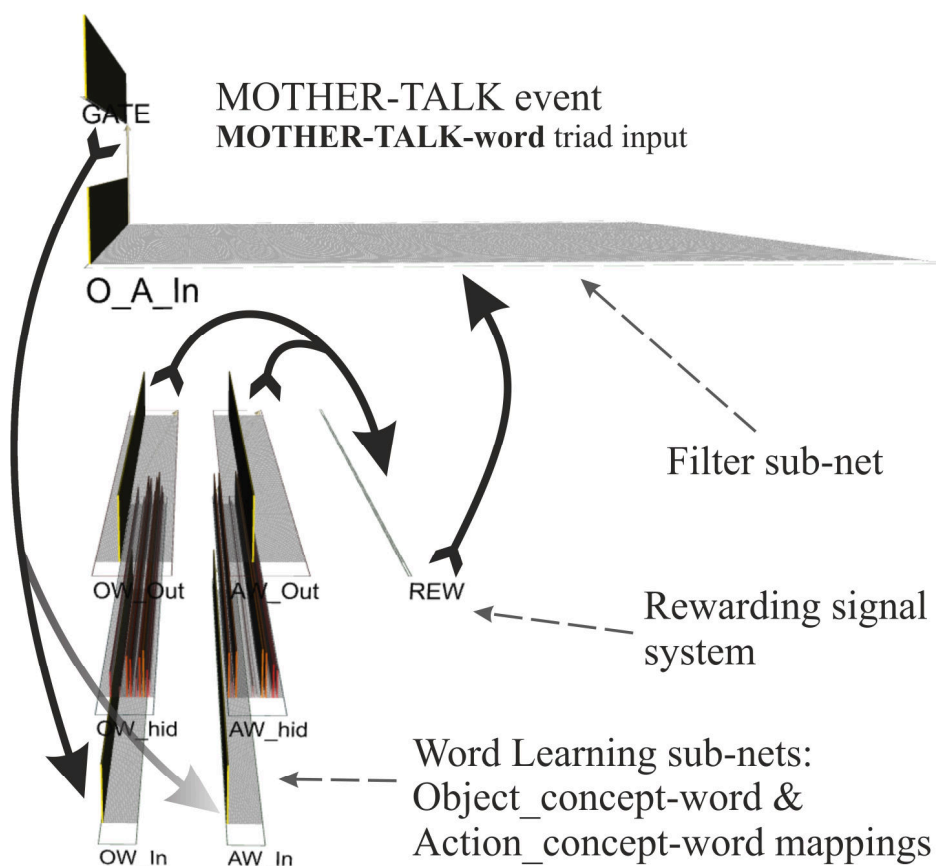 GATE
MOTHER-TALK event
MOTHER-TALK-word triad input
O_A_In
Filter sub-net
OW_Out
AW_Out
REW
Rewarding signal
system
OW_hid
AW_hid
Word Learning sub-nets:
Object_concept-word &
Action_concept-word mappings
OW_In
AW_In